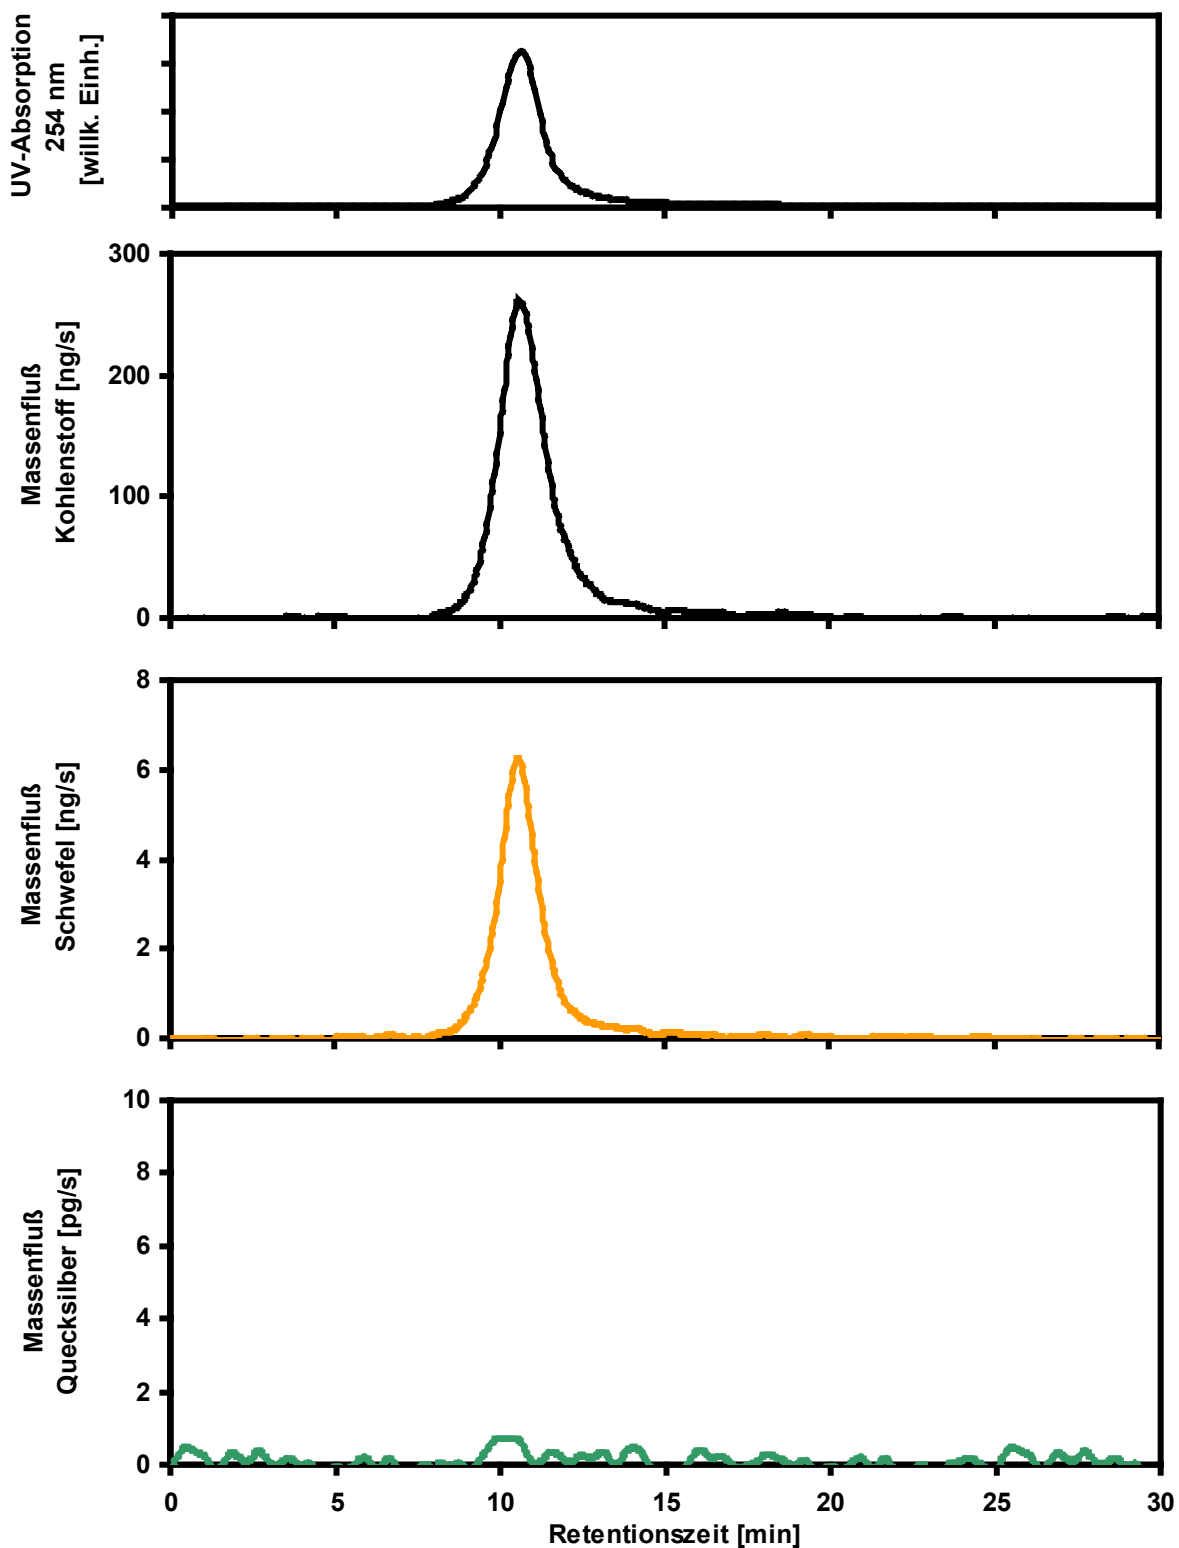 UV-Absorption
254 nm
[willk. Einh.]
300
200
100
0
Massenfluß
Kohlenstoff [ng/s]
8
6
4
2
0
Massenfluß
Schwefel [ng/s]
10
8
6
4
2
0
Massenfluß
Quecksilber [pg/s]
0 5 10 15 20 25 30
Retentionszeit [min]